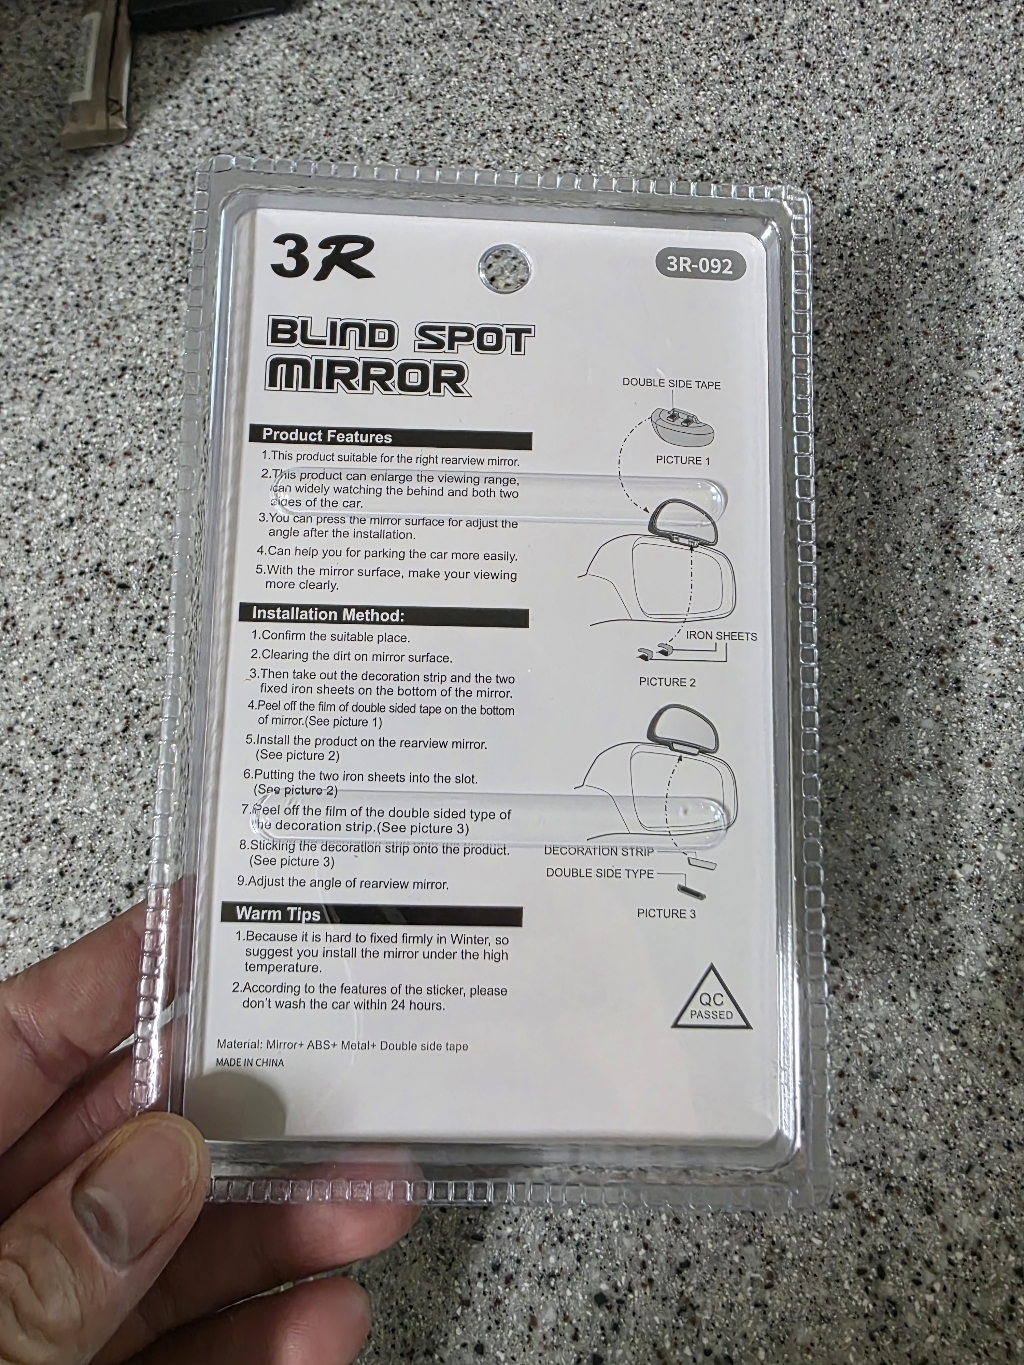 3R
3R-092
BLIND SPOT
MIRROR
Product Features
1.This product suitable for the right rearview mirror.
2.This product can enlarge the viewing range,
can widely watching the behind and both two
sides of the car.
3.You can press the mirror surface for adjust the
angle after the installation.
4.Can help you for parking the car more easily.
5.With the mirror surface, make your viewing
more clearly.
Installation Method:
1.Confirm the suitable place.
2.Clearing the dirt on mirror surface.
3.Then take out the decoration strip and the two
fixed iron sheets on the bottom of the mirror.
4.Peel off the film of double sided tape on the bottom
of mirror.(See picture 1)
5.Install the product on the rearview mirror.
(See picture 2)
6.Putting the two iron sheets into the slot.
(See picture 2)
7.Peel off the film of the double sided type of
the decoration strip.(See picture 3)
8.Sticking the decoration strip onto the product.
(See picture 3)
9.Adjust the angle of rearview mirror.
Warm Tips
1.Because it is hard to fixed firmly in Winter, so
suggest you install the mirror under the high
temperature.
2.According to the features of the sticker, please
don't wash the car within 24 hours.
Material: Mirror+ ABS+ Metal+ Double side tape
MADE IN CHINA
DOUBLE SIDE TAPE
PICTURE 1
IRON SHEETS
PICTURE 2
DECORATION STRIP
DOUBLE SIDE TYPE
PICTURE 3
QC
PASSED